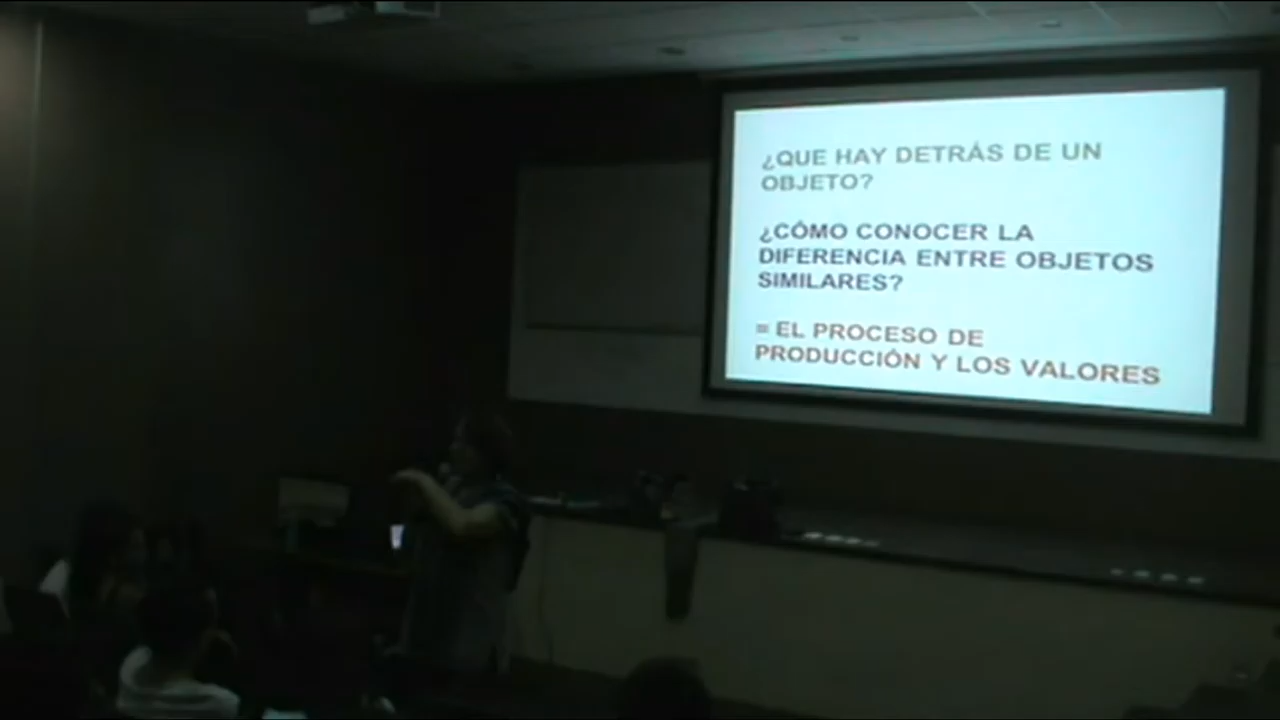 ¿QUE HAY DETRÁS DE UN
OBJETO?
¿CÓMO CONOCER LA
DIFERENCIA ENTRE OBJETOS
SIMILARES?
= EL PROCESO DE
PRODUCCIÓN Y LOS VALORES